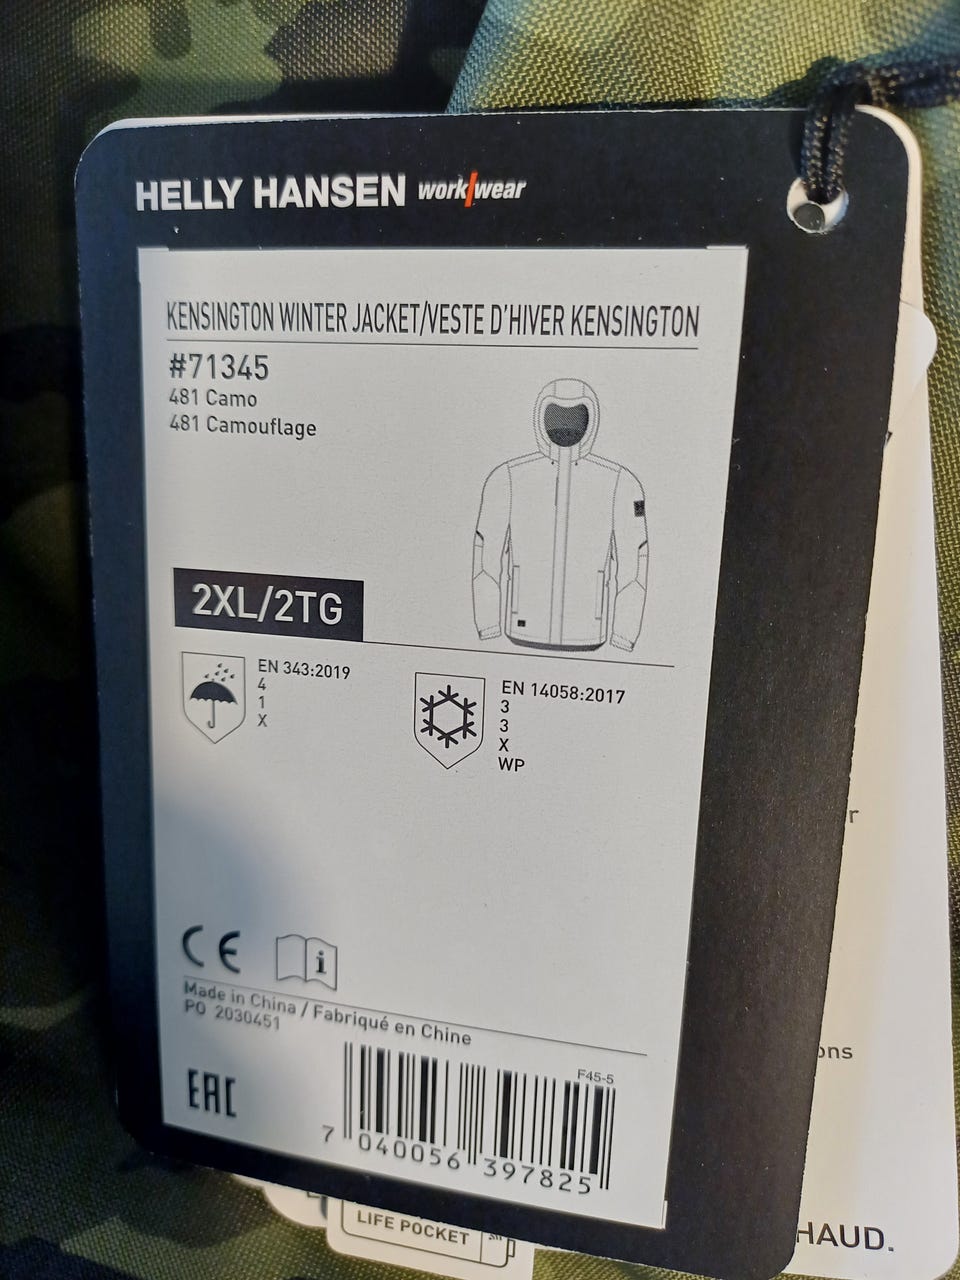 HELLY HANSEN work/wear
KENSINGTON WINTER JACKET/VESTE D'HIVER KENSINGTON
#71345
481 Camo
481 Camouflage
2XL/2TG
EN 343:2019
4
1
X
EN 14058:2017
3
3
X
WP
CE
i
Made in China / Fabriqué en Chine
PO 2030451
F45-5
EAC
7 040056 397825
r
ons
LIFE POCKET
HAUD.